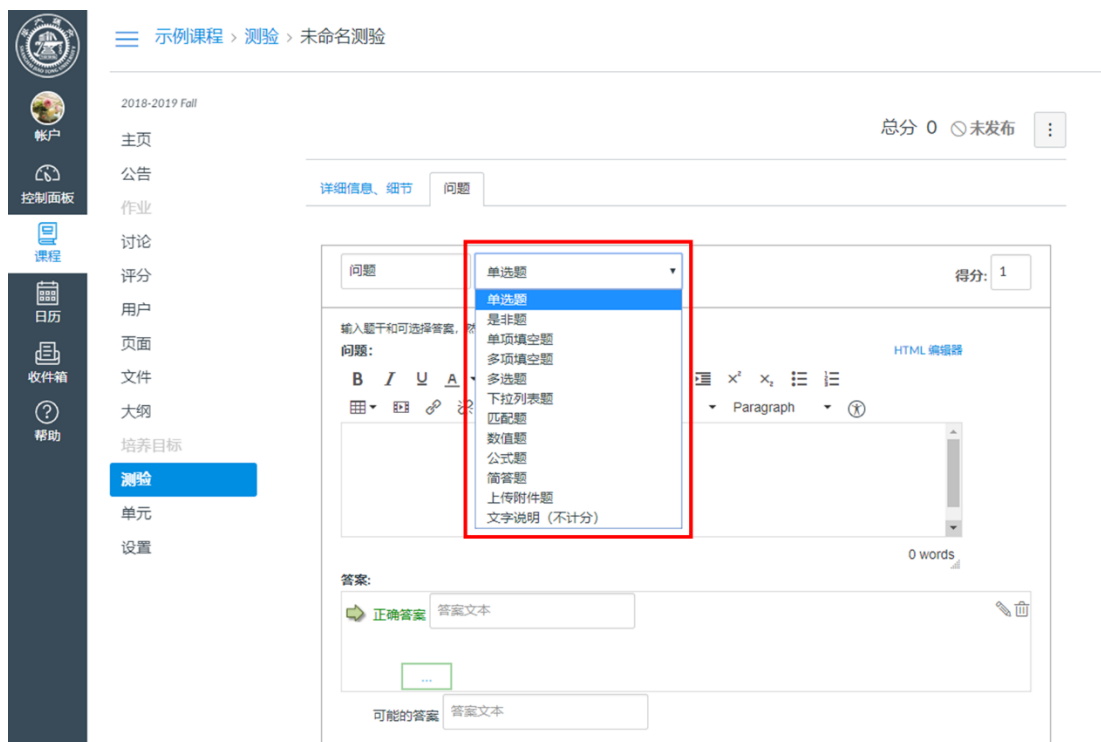 示例课程 › 测验 › 未命名测验
帐户
控制面板
课程
日历
收件箱
帮助
2018-2019 Fall
主页
公告
作业
讨论
评分
用户
页面
文件
大纲
培养目标
测验
单元
设置
总分 0 未发布
详细信息、细节 问题
问题 单选题 得分: 1
单选题
是非题
单项填空题
多项填空题
多选题
下拉列表题
匹配题
数值题
公式题
简答题
上传附件题
文字说明（不计分）
输入题干和可选择答案,
问题:
HTML 编辑器
B I U A x² x₂
Paragraph
0 words
答案:
正确答案 答案文本
...
可能的答案 答案文本